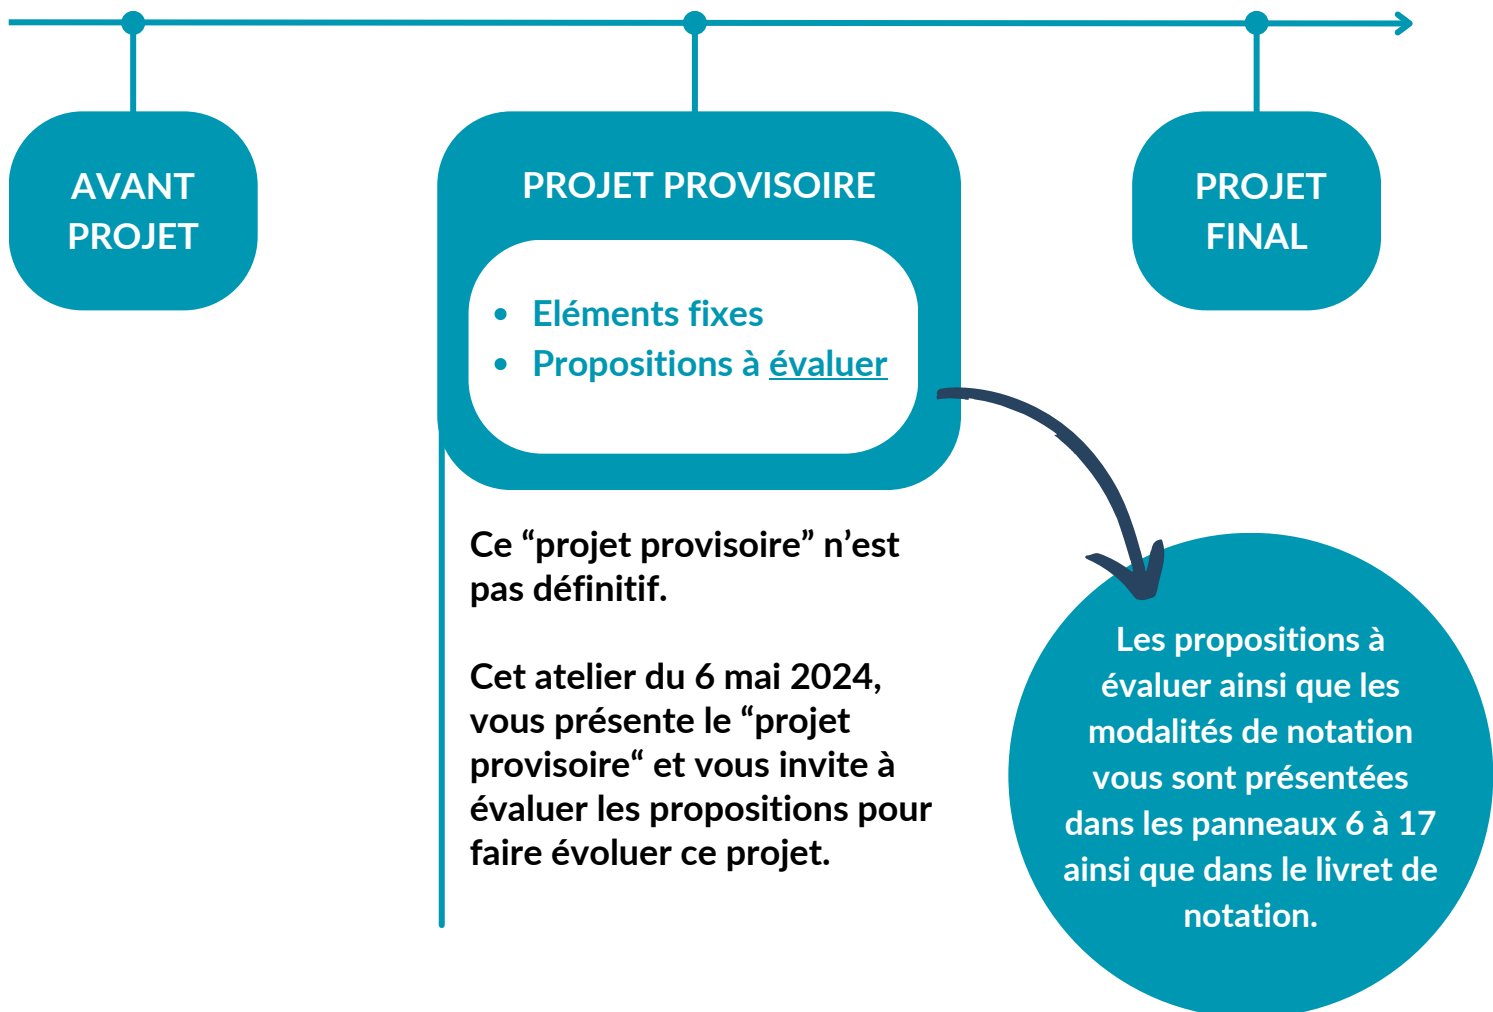 AVANT
PROJET
PROJET PROVISOIRE
• Eléments fixes
• Propositions à évaluer
PROJET
FINAL
Ce “projet provisoire” n’est
pas définitif.
Cet atelier du 6 mai 2024,
vous présente le “projet
provisoire“ et vous invite à
évaluer les propositions pour
faire évoluer ce projet.
Les propositions à
évaluer ainsi que les
modalités de notation
vous sont présentées
dans les panneaux 6 à 17
ainsi que dans le livret de
notation.